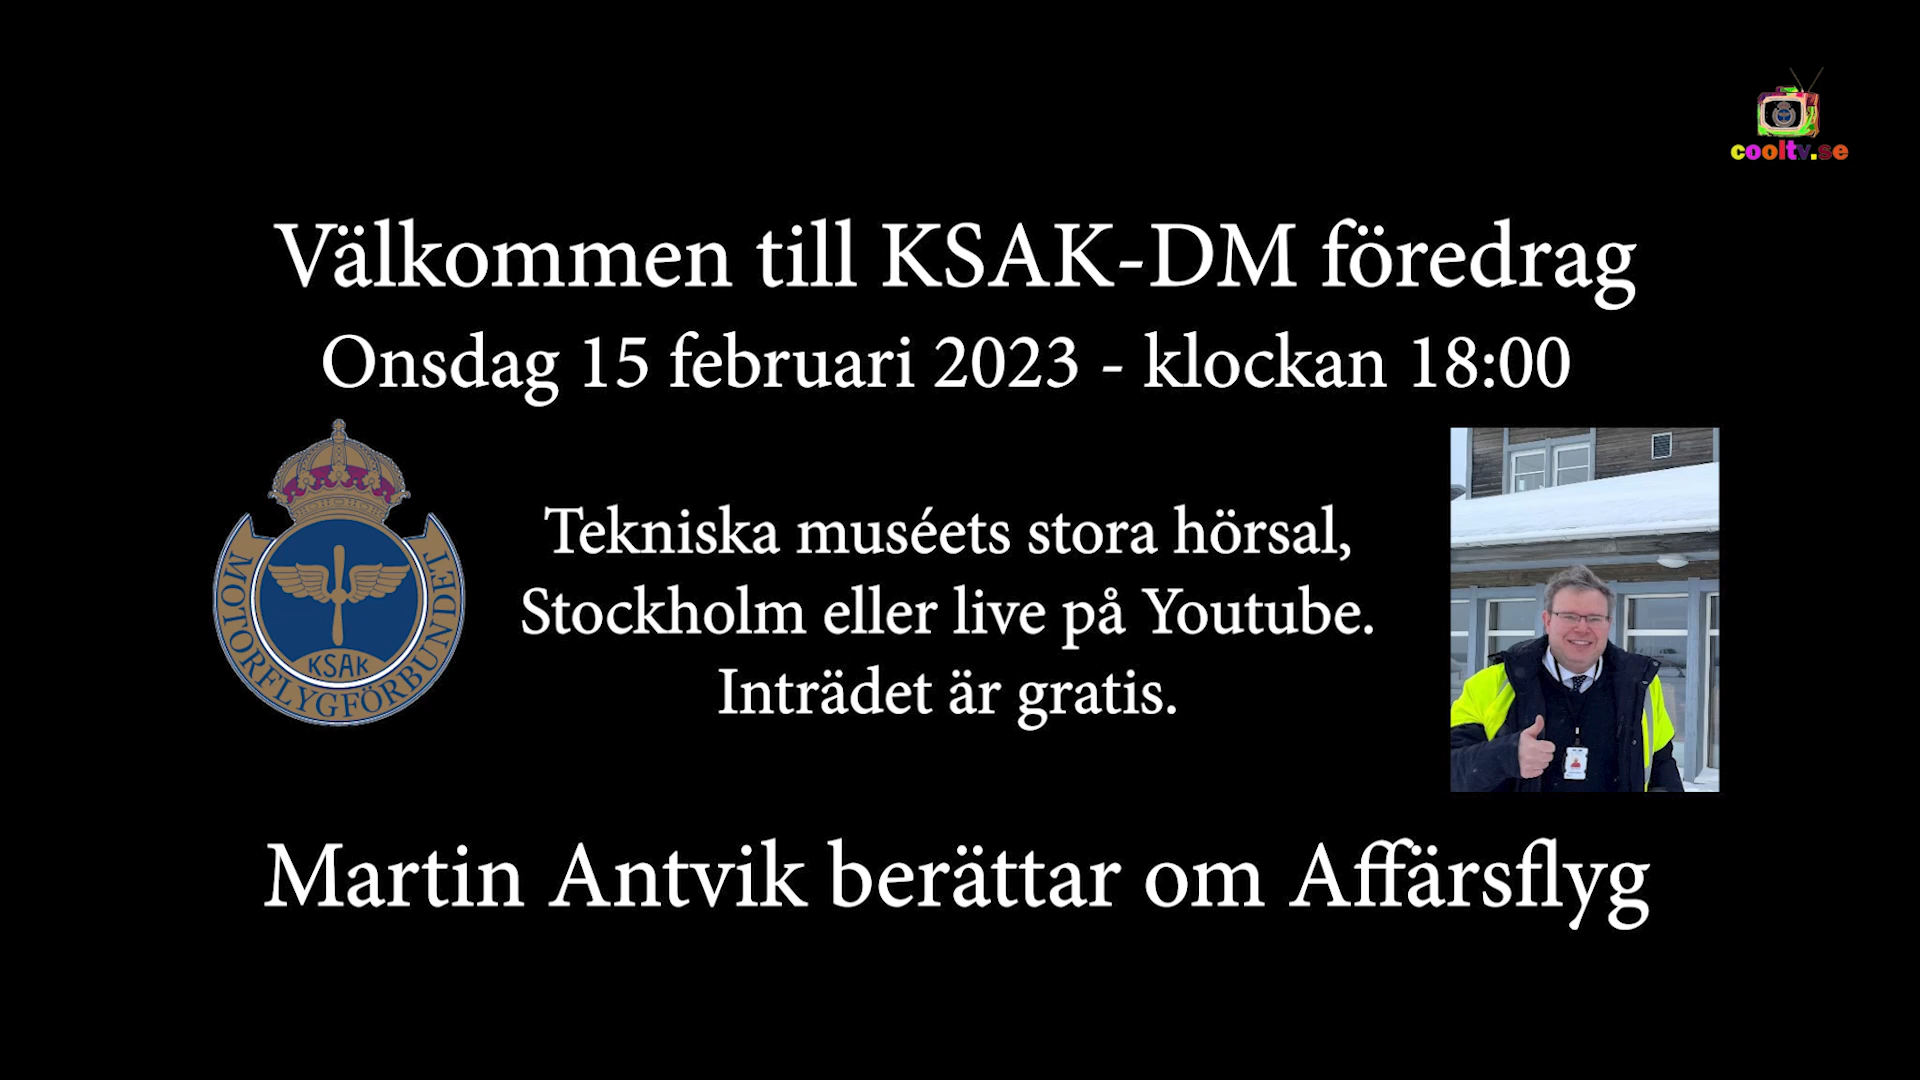 cooltv.se
Välkommen till KSAK-DM föredrag
Onsdag 15 februari 2023 - klockan 18:00
MOTORFLYGFÖRBUNDET
KSAK
Tekniska muséets stora hörsal,
Stockholm eller live på Youtube.
Inträdet är gratis.
Martin Antvik berättar om Affärsflyg